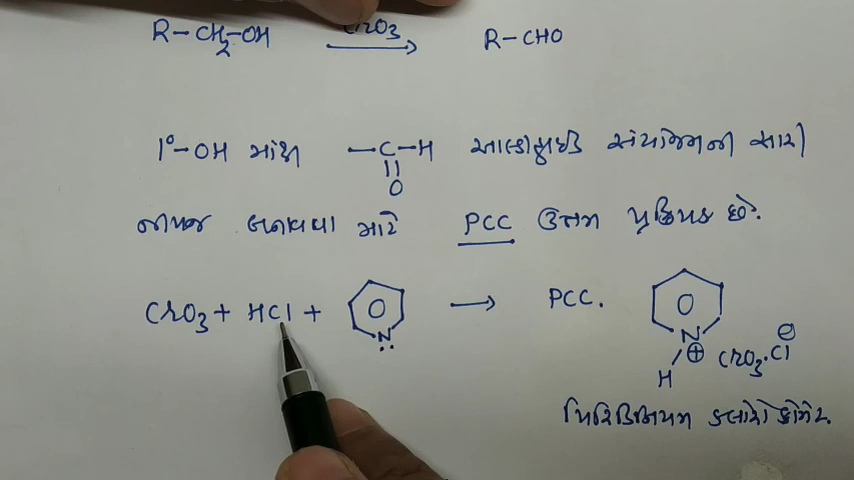 R-CH2-OH CrO3 → R-CHO
1°-OH માંથી -C-H આલ્ડીહાઈડ સંયોજનની સારી
O
નીપજ બનાવવા માટે PCC ઉત્તમ પ્રક્રિયક છે.
CrO3 + HCl + N: → PCC. N⊕ H CrO3.Cl⊖
પિરિડિનિયમ ક્લોરોક્રોમેટ.